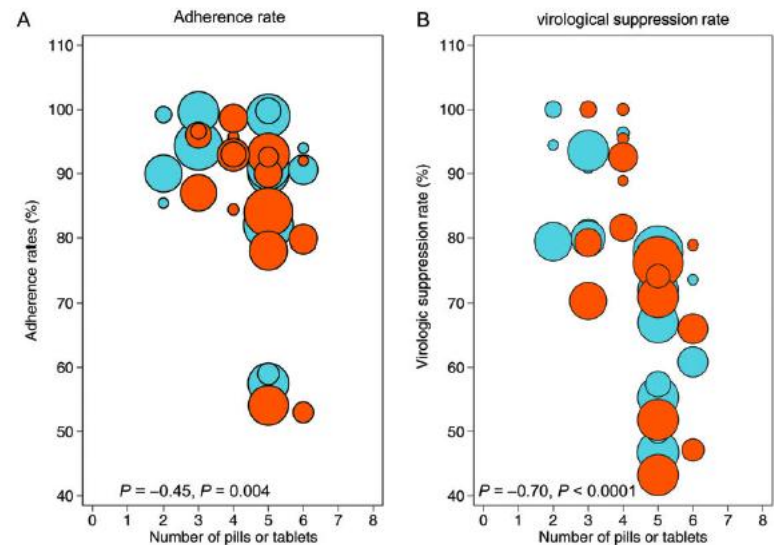 A
Adherence rate
110
100
90
80
70
60
50
40
Adherence rates (%)
P = –0.45, P = 0.004
0 1 2 3 4 5 6 7 8
Number of pills or tablets
B
virological suppression rate
110
100
90
80
70
60
50
40
Virologic suppression rate (%)
P = –0.70, P < 0.0001
0 1 2 3 4 5 6 7 8
Number of pills or tablets